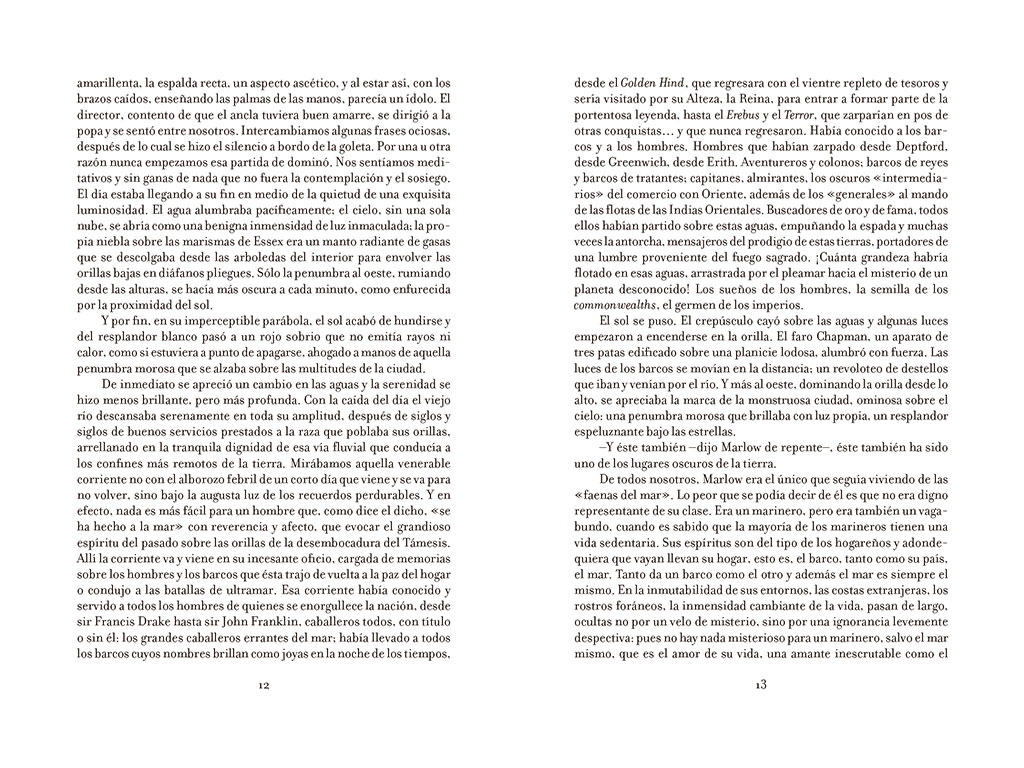 amarillenta, la espalda recta, un aspecto ascético, y al estar así, con los
brazos caídos, enseñando las palmas de las manos, parecía un ídolo. El
director, contento de que el ancla tuviera buen amarre, se dirigió a la
popa y se sentó entre nosotros. Intercambiamos algunas frases ociosas,
después de lo cual se hizo el silencio a bordo de la goleta. Por una u otra
razón nunca empezamos esa partida de dominó. Nos sentíamos medi-
tativos y sin ganas de nada que no fuera la contemplación y el sosiego.
El día estaba llegando a su fin en medio de la quietud de una exquisita
luminosidad. El agua alumbraba pacíficamente; el cielo, sin una sola
nube, se abría como una benigna inmensidad de luz inmaculada; la pro-
pia niebla sobre las marismas de Essex era un manto radiante de gasas
que se descolgaba desde las arboledas del interior para envolver las
orillas bajas en diáfanos pliegues. Sólo la penumbra al oeste, rumiando
desde las alturas, se hacía más oscura a cada minuto, como enfurecida
por la proximidad del sol.
Y por fin, en su imperceptible parábola, el sol acabó de hundirse y
del resplandor blanco pasó a un rojo sobrio que no emitía rayos ni
calor, como si estuviera a punto de apagarse, ahogado a manos de aquella
penumbra morosa que se alzaba sobre las multitudes de la ciudad.
De inmediato se apreció un cambio en las aguas y la serenidad se
hizo menos brillante, pero más profunda. Con la caída del día el viejo
río descansaba serenamente en toda su amplitud, después de siglos y
siglos de buenos servicios prestados a la raza que poblaba sus orillas,
arrellanado en la tranquila dignidad de esa vía fluvial que conducía a
los confines más remotos de la tierra. Mirábamos aquella venerable
corriente no con el alborozo febril de un corto día que viene y se va para
no volver, sino bajo la augusta luz de los recuerdos perdurables. Y en
efecto, nada es más fácil para un hombre que, como dice el dicho, «se
ha hecho a la mar» con reverencia y afecto, que evocar el grandioso
espíritu del pasado sobre las orillas de la desembocadura del Támesis.
Allí la corriente va y viene en su incesante oficio, cargada de memorias
sobre los hombres y los barcos que ésta trajo de vuelta a la paz del hogar
o condujo a las batallas de ultramar. Esa corriente había conocido y
servido a todos los hombres de quienes se enorgullece la nación, desde
sir Francis Drake hasta sir John Franklin, caballeros todos, con título
o sin él; los grandes caballeros errantes del mar; había llevado a todos
los barcos cuyos nombres brillan como joyas en la noche de los tiempos,
12
desde el Golden Hind, que regresara con el vientre repleto de tesoros y
sería visitado por su Alteza, la Reina, para entrar a formar parte de la
portentosa leyenda, hasta el Erebus y el Terror, que zarparían en pos de
otras conquistas... y que nunca regresaron. Había conocido a los bar-
cos y a los hombres. Hombres que habían zarpado desde Deptford,
desde Greenwich, desde Erith. Aventureros y colonos; barcos de reyes
y barcos de tratantes; capitanes, almirantes, los oscuros «intermedia-
rios» del comercio con Oriente, además de los «generales» al mando
de las flotas de las Indias Orientales. Buscadores de oro y de fama, todos
ellos habían partido sobre estas aguas, empuñando la espada y muchas
veces la antorcha, mensajeros del prodigio de estas tierras, portadores de
una lumbre proveniente del fuego sagrado. ¡Cuánta grandeza habría
flotado en esas aguas, arrastrada por el pleamar hacia el misterio de un
planeta desconocido! Los sueños de los hombres, la semilla de los
commonwealths, el germen de los imperios.
El sol se puso. El crepúsculo cayó sobre las aguas y algunas luces
empezaron a encenderse en la orilla. El faro Chapman, un aparato de
tres patas edificado sobre una planicie lodosa, alumbró con fuerza. Las
luces de los barcos se movían en la distancia; un revoloteo de destellos
que iban y venían por el río. Y más al oeste, dominando la orilla desde lo
alto, se apreciaba la marca de la monstruosa ciudad, ominosa sobre el
cielo; una penumbra morosa que brillaba con luz propia, un resplandor
espeluznante bajo las estrellas.
—Y éste también —dijo Marlow de repente—, éste también ha sido
uno de los lugares oscuros de la tierra.
De todos nosotros, Marlow era el único que seguía viviendo de las
«faenas del mar». Lo peor que se podía decir de él es que no era digno
representante de su clase. Era un marinero, pero era también un vaga-
bundo, cuando es sabido que la mayoría de los marineros tienen una
vida sedentaria. Sus espíritus son del tipo de los hogareños y adonde-
quiera que vayan llevan su hogar, esto es, el barco, tanto como su país,
el mar. Tanto da un barco como el otro y además el mar es siempre el
mismo. En la inmutabilidad de sus entornos, las costas extranjeras, los
rostros foráneos, la inmensidad cambiante de la vida, pasan de largo,
ocultas no por un velo de misterio, sino por una ignorancia levemente
despectiva; pues no hay nada misterioso para un marinero, salvo el mar
mismo, que es el amor de su vida, una amante inescrutable como el
13